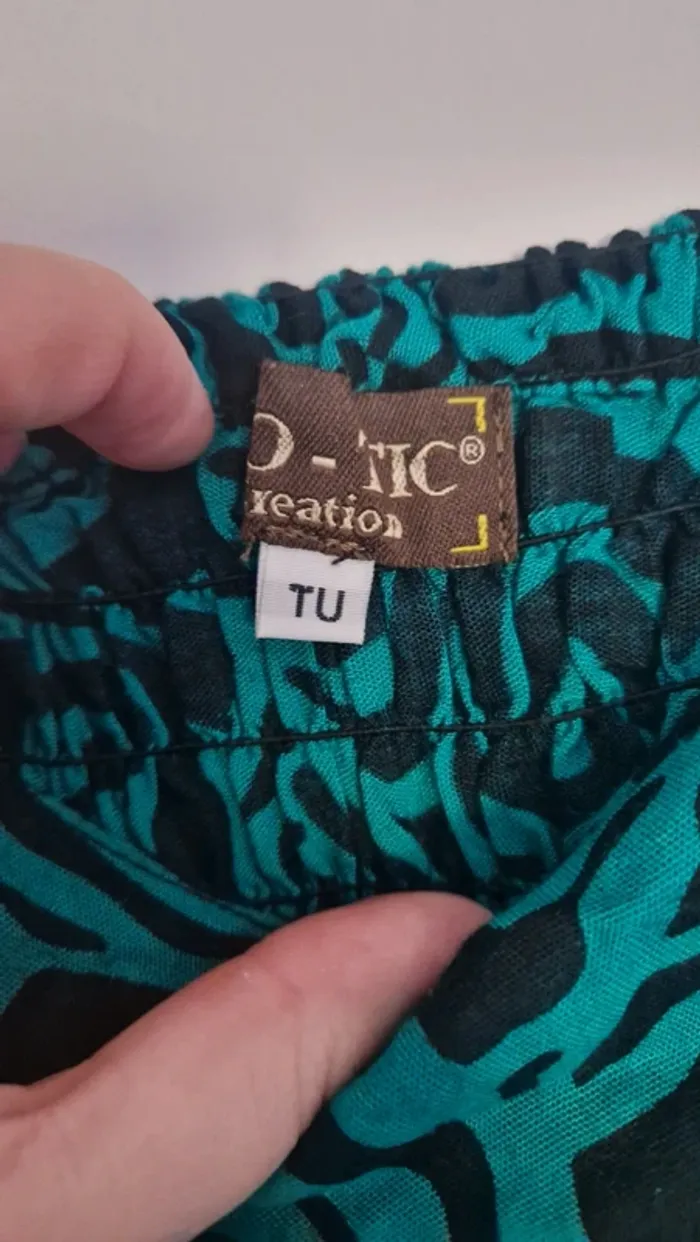 O - TIC®
reation
TU